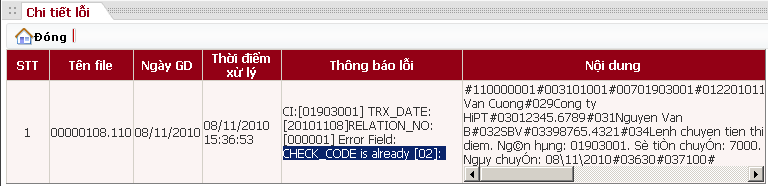 Chi tiết lỗi
Đóng
STT Tên file Ngày GD Thời điểm xử lý Thông báo lỗi Nội dung
1 00000108.110 08/11/2010 08/11/2010 15:36:53
CI:[01903001] TRX_DATE:
[20101108]RELATION_NO:
[000001] Error Field:
CHECK_CODE is already [02]:
#110000001#003101001#00701903001#012201011
Van Cuong#029Cong ty
HiPT#03012345.6789#031Nguyen Van
B#032SBV#03398765.4321#034Lenh chuyen tien thi
diem. Ng©n hµng: 01903001. Sè tiÒn chuyÓn: 7000.
Nguy chuyÓn: 08\11\2010#03630#037100#